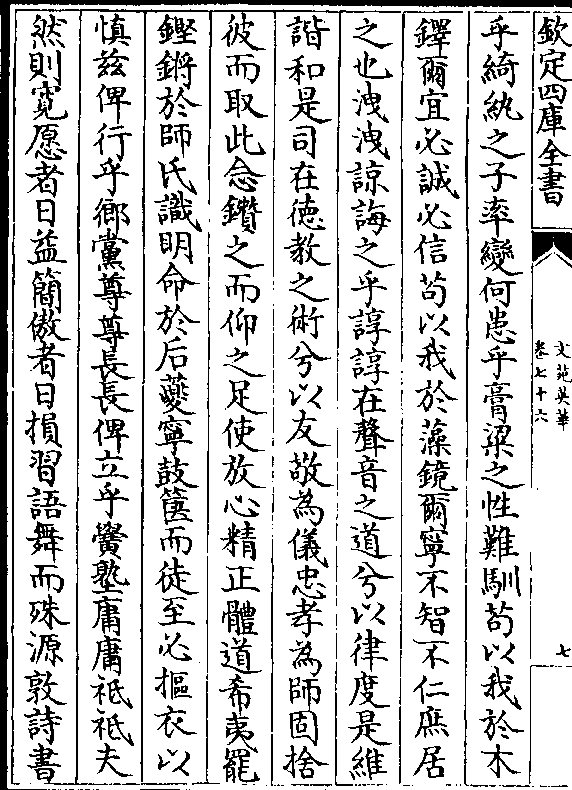 欽定四庫全書
文苑英華
卷七十六
七
乎綺紈之子率變何患乎膏粱之性難馴苟以我於木
鐸爾宜必誠必信苟以我於藻鏡爾寧不智不仁庶居
之也洩洩諒誨之乎諄諄在聲音之道兮以律度是維
諧和是司在徳教之術兮以友敬為儀忠孝為師固捨
彼而取此念鑽之而仰之足使放心精正體道希夷罷
鏗鏘於師氏識明命於后夔寧鼓篋而徒至必摳衣以
慎兹俾行乎鄉黨尊尊長長俾立乎黌塾庸庸祗祗夫
然則寛愿者日益簡傲者日損習語舞而殊源敦詩書